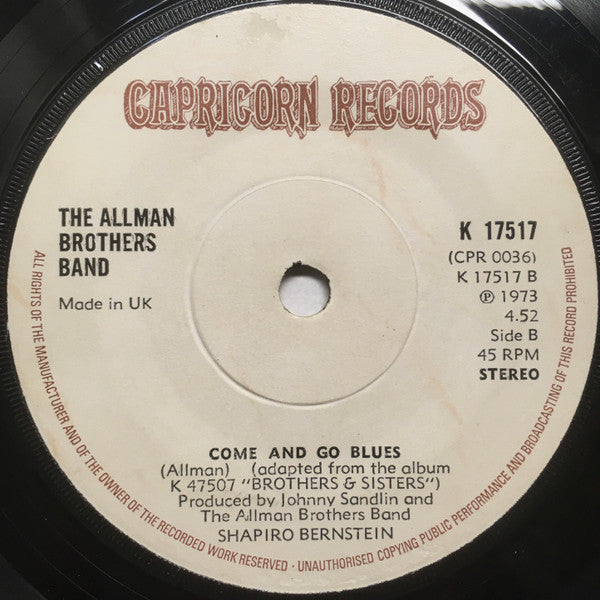 CAPRICORN RECORDS
THE ALLMAN
BROTHERS
BAND
Made in UK
K 17517
(CPR 0036)
K 17517 B
℗ 1973
4.52
Side B
45 RPM
STEREO
COME AND GO BLUES
(Allman) (adapted from the album
K 47507 "BROTHERS & SISTERS")
Produced by Johnny Sandlin and
The Allman Brothers Band
SHAPIRO BERNSTEIN
ALL RIGHTS OF THE MANUFACTURER AND OF THE OWNER OF THE RECORDED WORK RESERVED · UNAUTHORISED COPYING PUBLIC PERFORMANCE AND BROADCASTING OF THIS RECORD PROHIBITED